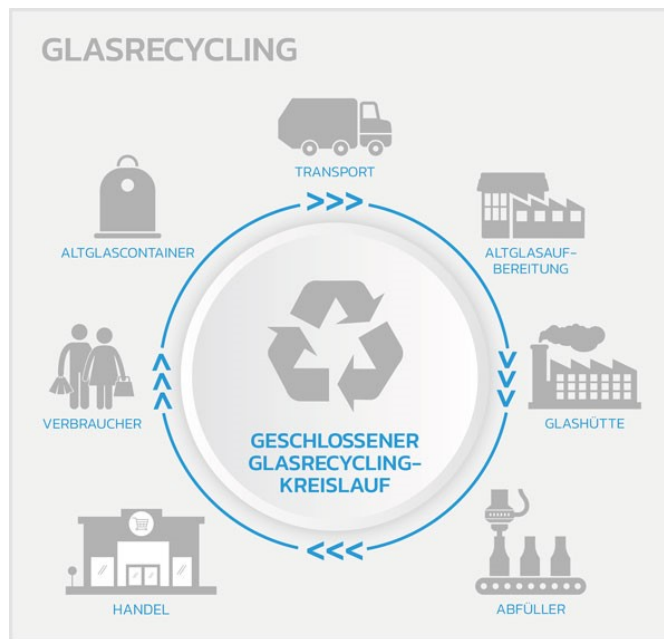 GLASRECYCLING
TRANSPORT
ALTGLASCONTAINER
ALTGLASAUF-
BEREITUNG
VERBRAUCHER
GLASHÜTTE
GESCHLOSSENER
GLASRECYCLING-
KREISLAUF
HANDEL
ABFÜLLER